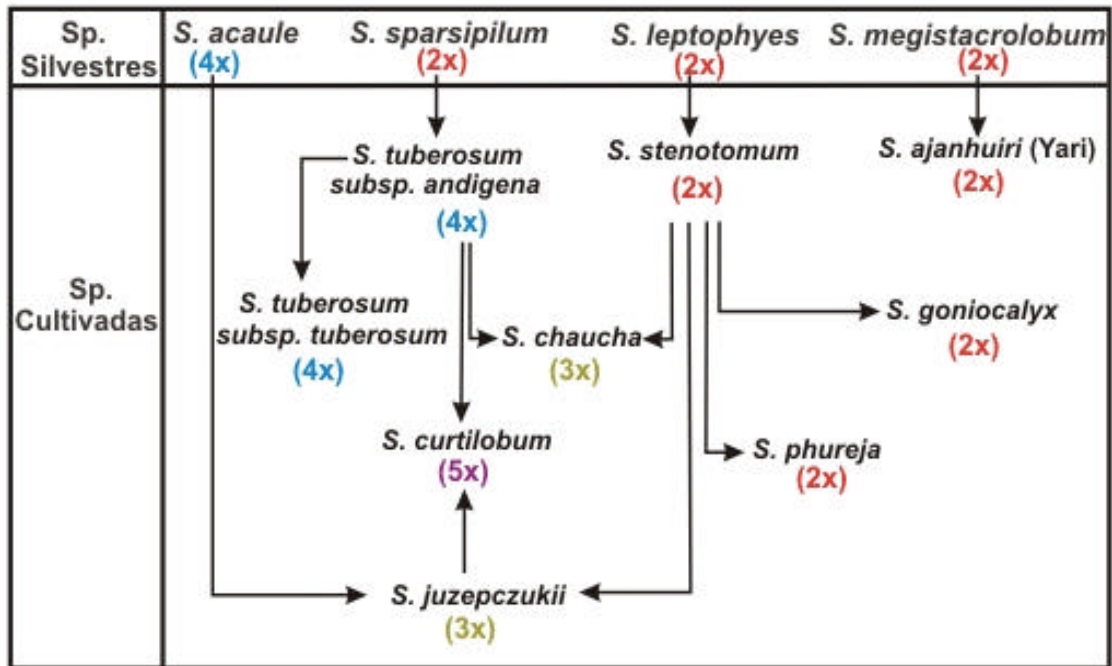 Sp.
Silvestres
S. acaule
(4x)
S. sparsipilum
(2x)
S. leptophyes
(2x)
S. megistacrolobum
(2x)
Sp.
Cultivadas
S. tuberosum
subsp. andigena
(4x)
S. stenotomum
(2x)
S. ajanhuiri (Yari)
(2x)
S. tuberosum
subsp. tuberosum
(4x)
S. chaucha
(3x)
S. goniocalyx
(2x)
S. curtilobum
(5x)
S. phureja
(2x)
S. juzepczukii
(3x)